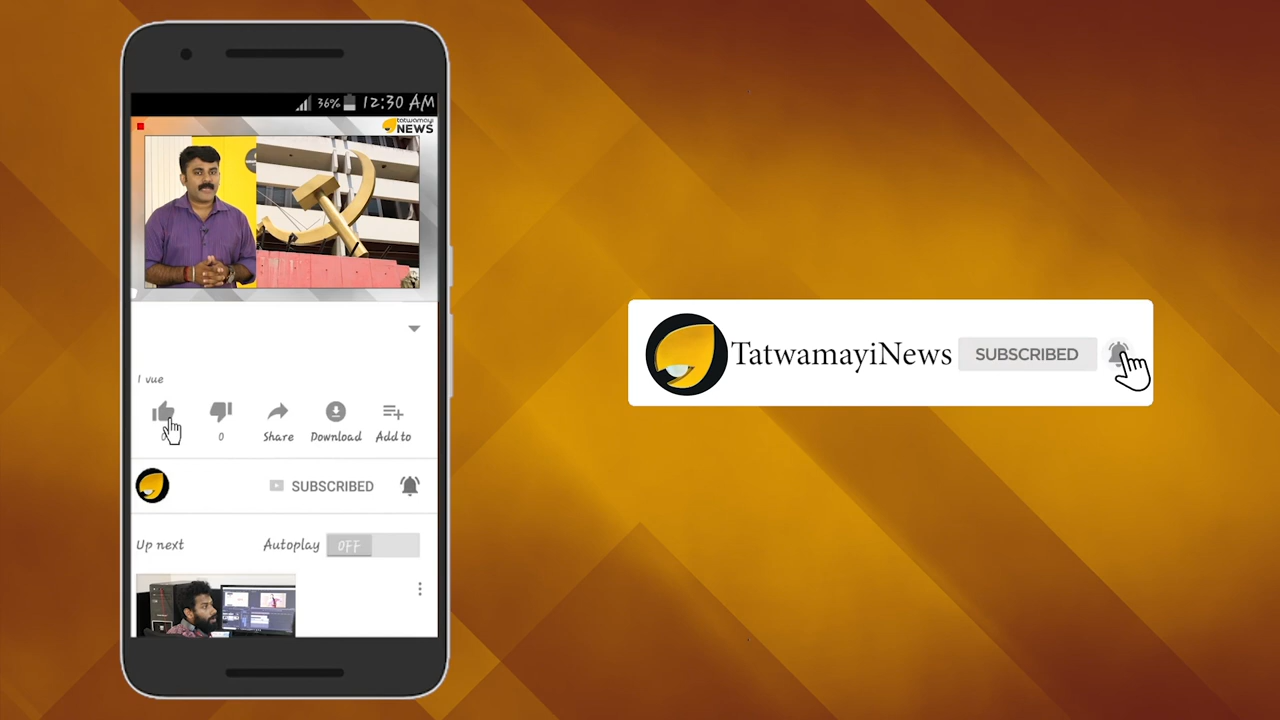 36% 12:30 AM
tatwamayi
NEWS
1 vue
0 0 Share Download Add to
SUBSCRIBED
Up next Autoplay OFF
TatwamayiNews SUBSCRIBED